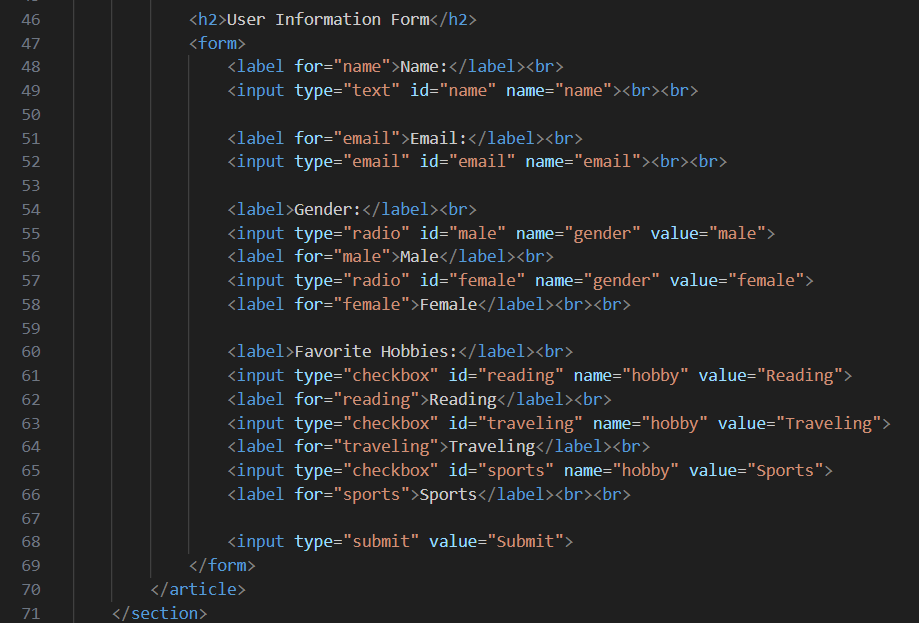 46 <h2>User Information Form</h2>
47 <form>
48 <label for="name">Name:</label><br>
49 <input type="text" id="name" name="name"><br><br>
50
51 <label for="email">Email:</label><br>
52 <input type="email" id="email" name="email"><br><br>
53
54 <label>Gender:</label><br>
55 <input type="radio" id="male" name="gender" value="male">
56 <label for="male">Male</label><br>
57 <input type="radio" id="female" name="gender" value="female">
58 <label for="female">Female</label><br><br>
59
60 <label>Favorite Hobbies:</label><br>
61 <input type="checkbox" id="reading" name="hobby" value="Reading">
62 <label for="reading">Reading</label><br>
63 <input type="checkbox" id="traveling" name="hobby" value="Traveling">
64 <label for="traveling">Traveling</label><br>
65 <input type="checkbox" id="sports" name="hobby" value="Sports">
66 <label for="sports">Sports</label><br><br>
67
68 <input type="submit" value="Submit">
69 </form>
70 </article>
71 </section>